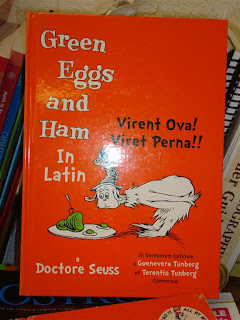 Green
Eggs
and
Ham
In
Latin
Virent Ova!
Viret Perna!!
a
Doctore Seuss
In Sermonem Latinum
a Guenevera Tunberg
et Terentio Tunberg
Conversus